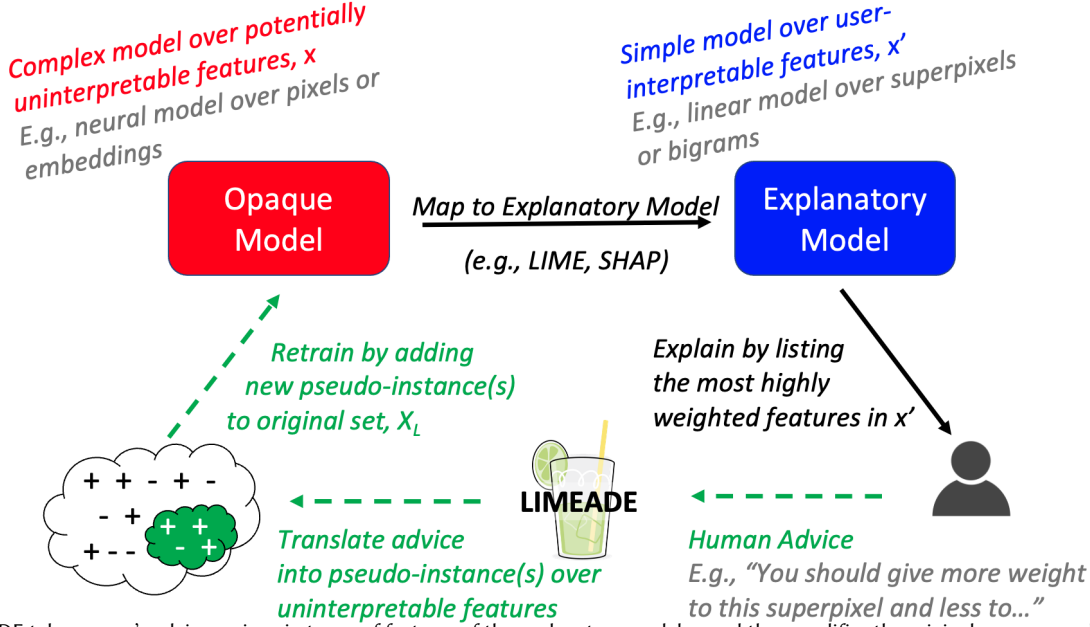 Complex model over potentially
uninterpretable features, x
E.g., neural model over pixels or
embeddings
Simple model over user-
interpretable features, x’
E.g., linear model over superpixels
or bigrams
Opaque
Model
Map to Explanatory Model
(e.g., LIME, SHAP)
Explanatory
Model
Retrain by adding
new pseudo-instance(s)
to original set, X_L
Explain by listing
the most highly
weighted features in x’
+ + - + -
- +
+ - -
+ +
- +
LIMEADE
Translate advice
into pseudo-instance(s) over
uninterpretable features
Human Advice
E.g., “You should give more weight
to this superpixel and less to…”